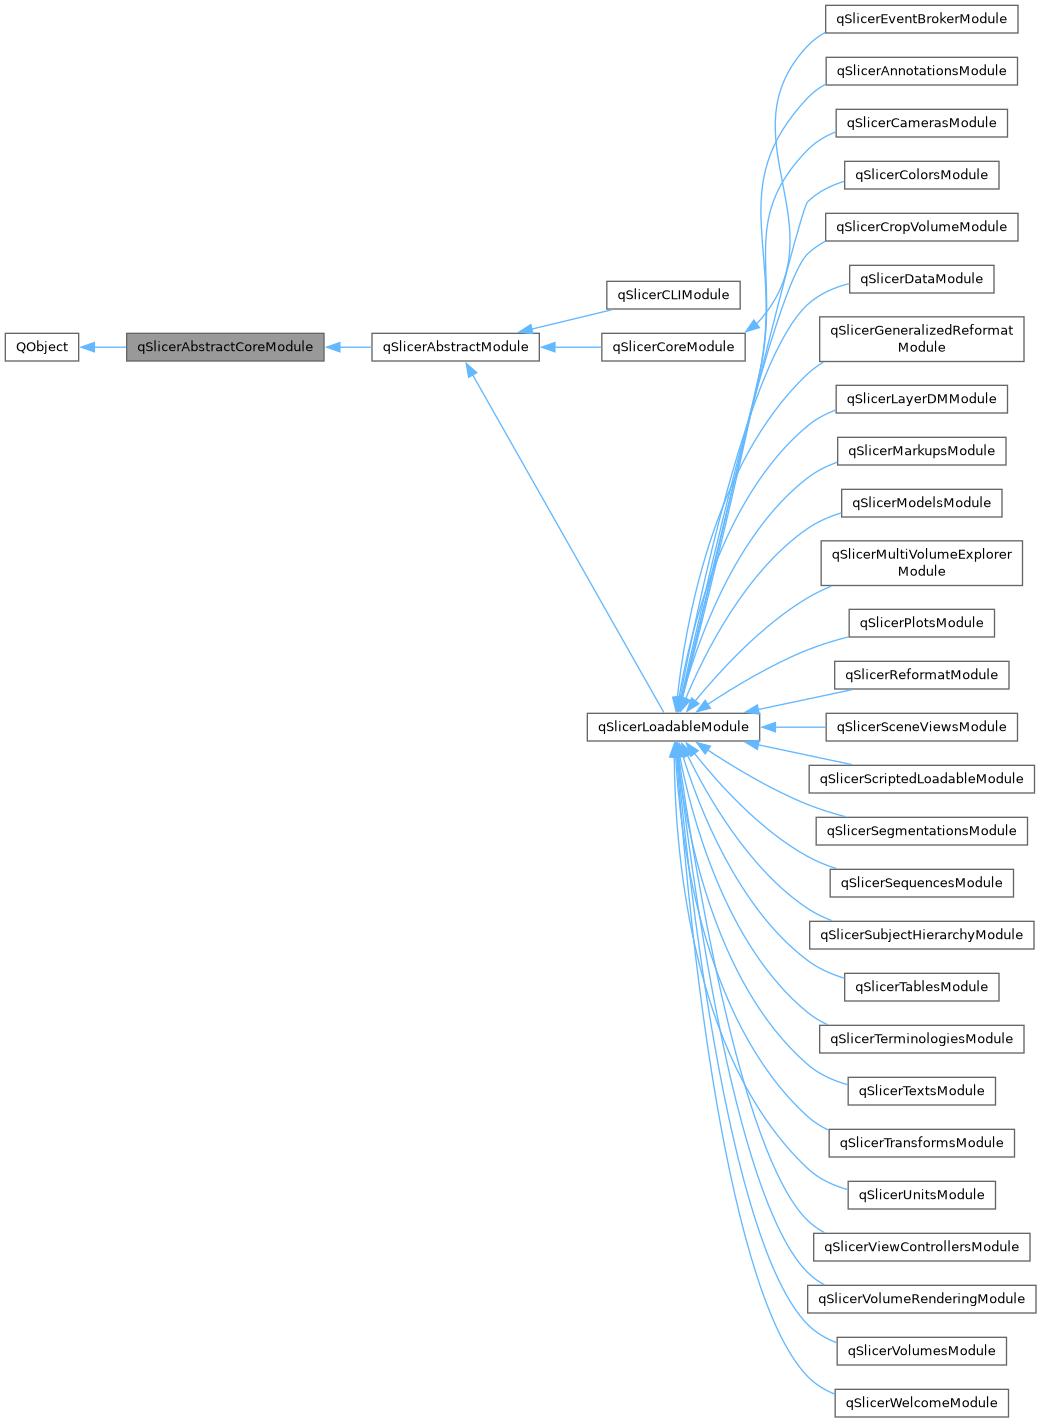 qSlicerEventBrokerModule
qSlicerAnnotationsModule
qSlicerCamerasModule
qSlicerColorsModule
qSlicerCropVolumeModule
qSlicerDataModule
qSlicerCLIModule
qSlicerGeneralizedReformat
Module
QObject
qSlicerAbstractCoreModule
qSlicerAbstractModule
qSlicerCoreModule
qSlicerLayerDMModule
qSlicerMarkupsModule
qSlicerModelsModule
qSlicerMultiVolumeExplorer
Module
qSlicerPlotsModule
qSlicerReformatModule
qSlicerLoadableModule
qSlicerSceneViewsModule
qSlicerScriptedLoadableModule
qSlicerSegmentationsModule
qSlicerSequencesModule
qSlicerSubjectHierarchyModule
qSlicerTablesModule
qSlicerTerminologiesModule
qSlicerTextsModule
qSlicerTransformsModule
qSlicerUnitsModule
qSlicerViewControllersModule
qSlicerVolumeRenderingModule
qSlicerVolumesModule
qSlicerWelcomeModule